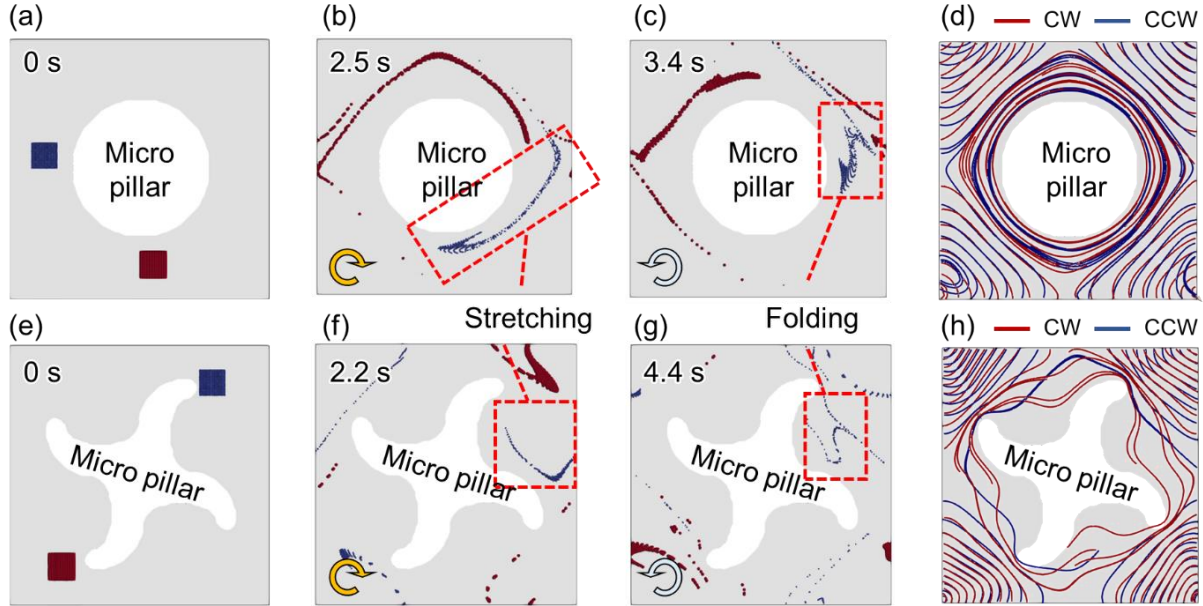 (a)
0 s
Micro
pillar
(b)
2.5 s
Micro
pillar
(c)
3.4 s
Micro
pillar
(d)
CW
CCW
Micro
pillar
Stretching
Folding
(e)
0 s
Micro pillar
(f)
2.2 s
Micro pillar
(g)
4.4 s
Micro pillar
(h)
CW
CCW
Micro pillar